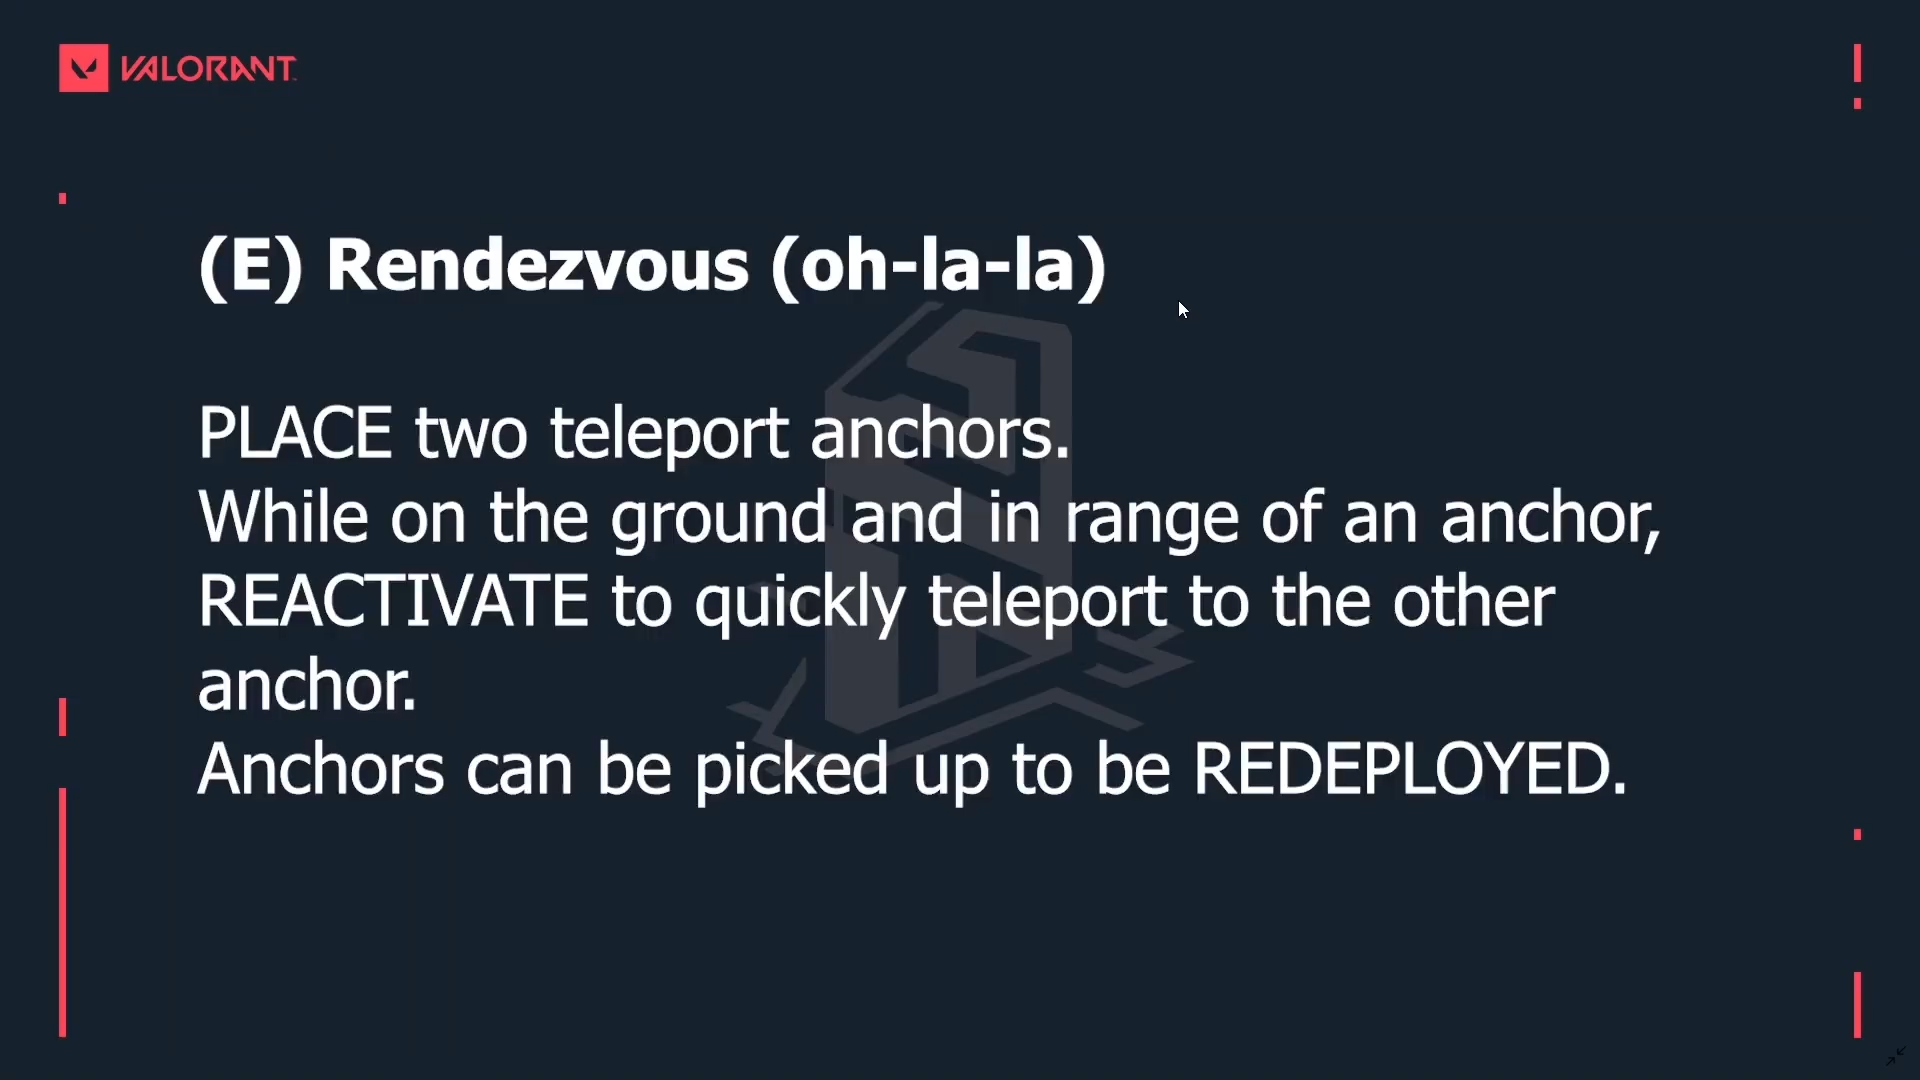 VALORANT
(E) Rendezvous (oh-la-la)
PLACE two teleport anchors.
While on the ground and in range of an anchor,
REACTIVATE to quickly teleport to the other
anchor.
Anchors can be picked up to be REDEPLOYED.